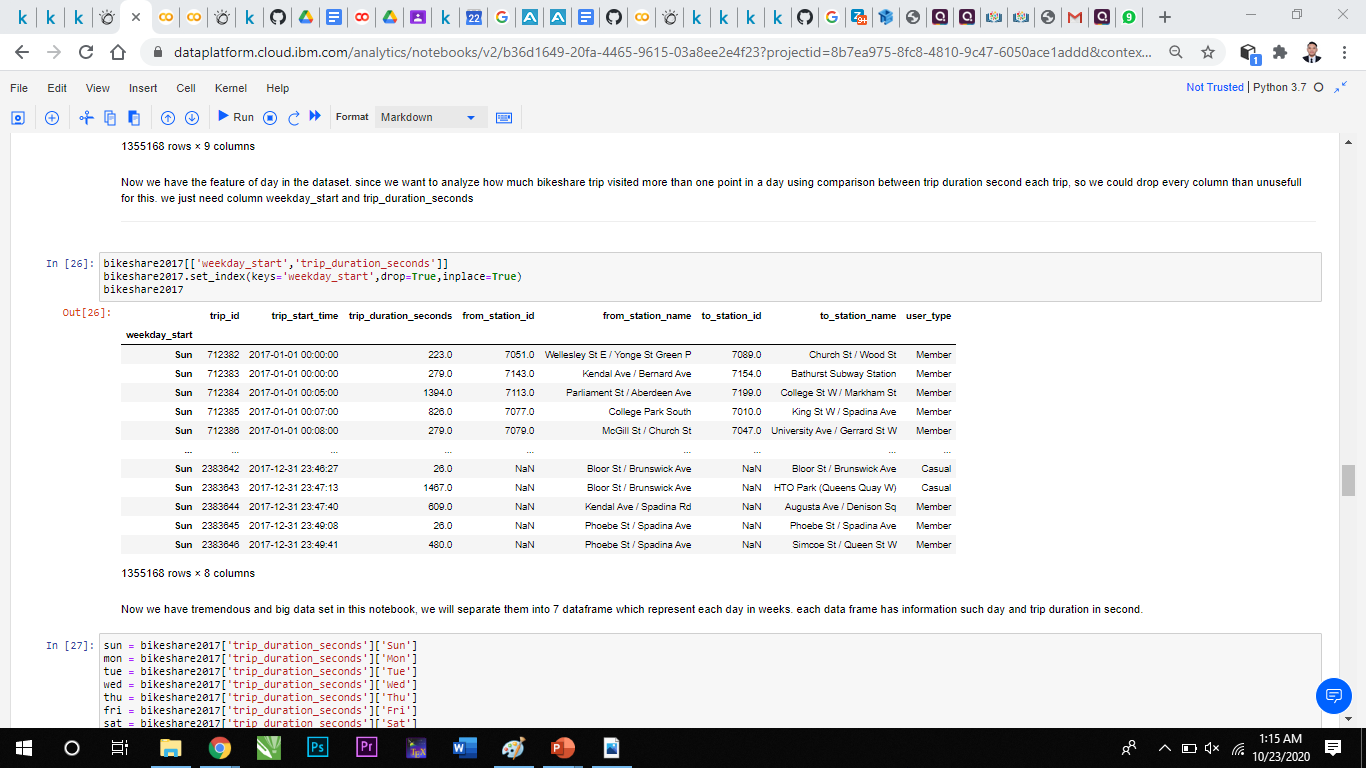 dataplatform.cloud.ibm.com/analytics/notebooks/v2/b36d1649-20fa-4465-9615-03a8ee2e4f23?projectid=8b7ea975-8fc8-4810-9c47-6050ace1addd&contex...
File Edit View Insert Cell Kernel Help Not Trusted | Python 3.7
Run Format Markdown
1355168 rows × 9 columns
Now we have the feature of day in the dataset. since we want to analyze how much bikeshare trip visited more than one point in a day using comparison between trip duration second each trip, so we could drop every column than unusefull
for this. we just need column weekday_start and trip_duration_seconds
In [26]: bikeshare2017[['weekday_start','trip_duration_seconds']]
bikeshare2017.set_index(keys='weekday_start',drop=True,inplace=True)
bikeshare2017
Out[26]:
trip_id trip_start_time trip_duration_seconds from_station_id from_station_name to_station_id to_station_name user_type
weekday_start
Sun 712382 2017-01-01 00:00:00 223.0 7051.0 Wellesley St E / Yonge St Green P 7089.0 Church St / Wood St Member
Sun 712383 2017-01-01 00:00:00 279.0 7143.0 Kendal Ave / Bernard Ave 7154.0 Bathurst Subway Station Member
Sun 712384 2017-01-01 00:05:00 1394.0 7113.0 Parliament St / Aberdeen Ave 7199.0 College St W / Markham St Member
Sun 712385 2017-01-01 00:07:00 826.0 7077.0 College Park South 7010.0 King St W / Spadina Ave Member
Sun 712386 2017-01-01 00:08:00 279.0 7079.0 McGill St / Church St 7047.0 University Ave / Gerrard St W Member
... ... ... ... ... ... ... ... ...
Sun 2383642 2017-12-31 23:46:27 26.0 NaN Bloor St / Brunswick Ave NaN Bloor St / Brunswick Ave Casual
Sun 2383643 2017-12-31 23:47:13 1467.0 NaN Bloor St / Brunswick Ave NaN HTO Park (Queens Quay W) Casual
Sun 2383644 2017-12-31 23:47:40 609.0 NaN Kendal Ave / Spadina Rd NaN Augusta Ave / Denison Sq Member
Sun 2383645 2017-12-31 23:49:08 26.0 NaN Phoebe St / Spadina Ave NaN Phoebe St / Spadina Ave Member
Sun 2383646 2017-12-31 23:49:41 480.0 NaN Phoebe St / Spadina Ave NaN Simcoe St / Queen St W Member
1355168 rows × 8 columns
Now we have tremendous and big data set in this notebook, we will separate them into 7 dataframe which represent each day in weeks. each data frame has information such day and trip duration in second.
In [27]: sun = bikeshare2017['trip_duration_seconds']['Sun']
mon = bikeshare2017['trip_duration_seconds']['Mon']
tue = bikeshare2017['trip_duration_seconds']['Tue']
wed = bikeshare2017['trip_duration_seconds']['Wed']
thu = bikeshare2017['trip_duration_seconds']['Thu']
fri = bikeshare2017['trip_duration_seconds']['Fri']
sat = bikeshare2017['trip_duration_seconds']['Sat']
1:15 AM
10/23/2020